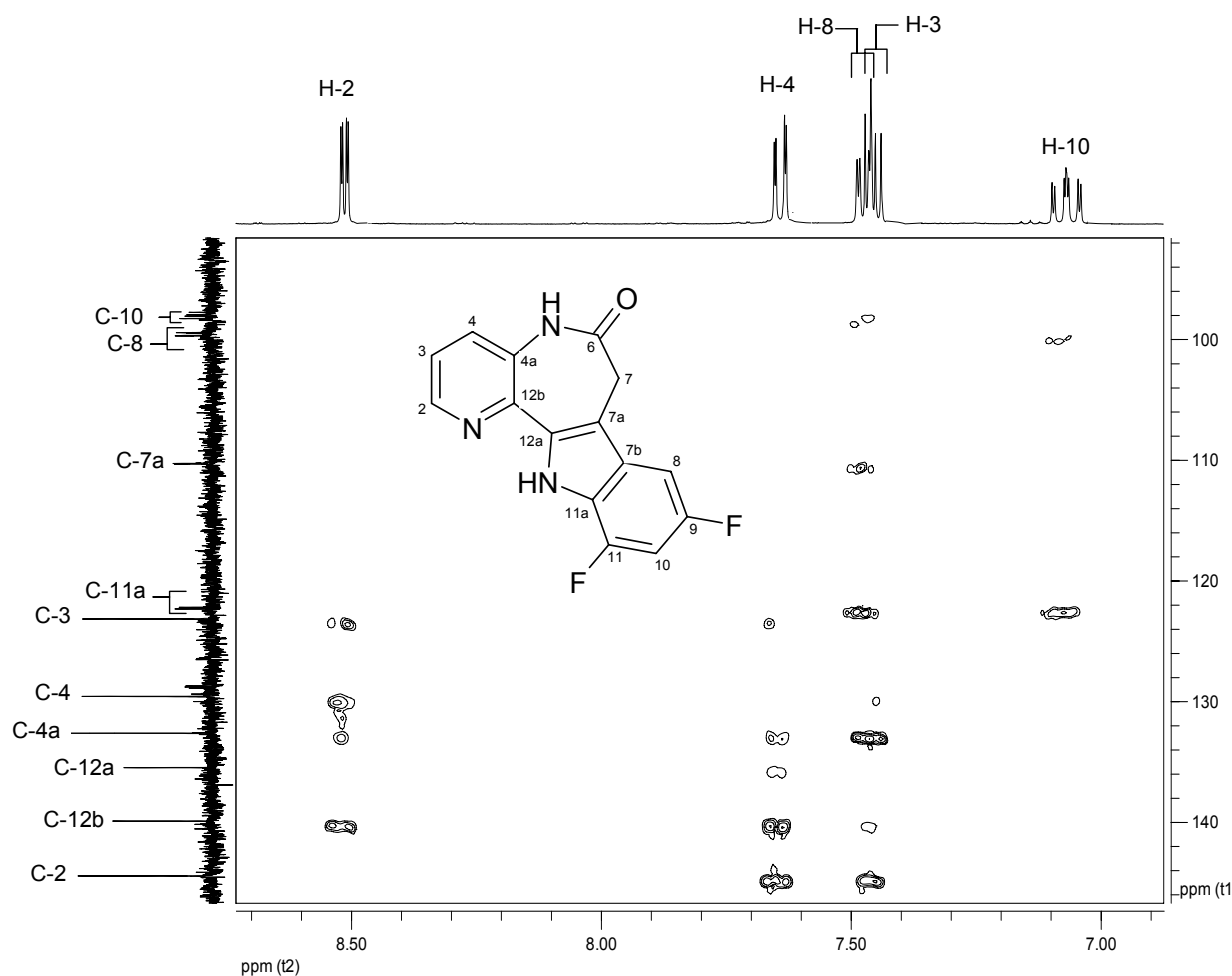 H-8
H-3
H-2
H-4
H-10
C-10
C-8
C-7a
C-11a
C-3
C-4
C-4a
C-12a
C-12b
C-2
H
N
O
4
3
4a
6
7
2
12b
N
7a
12a
7b
8
HN
11a
9
F
11
10
F
100
110
120
130
140
ppm (t1
8.50
8.00
7.50
7.00
ppm (t2)